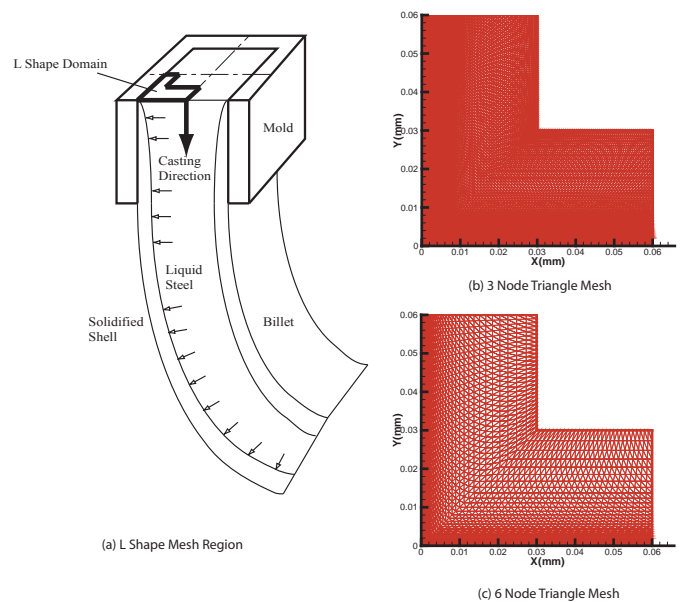 L Shape Domain
Mold
Casting
Direction
Liquid
Steel
Solidified
Shell
Billet
(a) L Shape Mesh Region
0.06
0.05
0.04
0.03
0.02
0.01
0
Y(mm)
0 0.01 0.02 0.03 0.04 0.05 0.06
X(mm)
(b) 3 Node Triangle Mesh
0.06
0.05
0.04
0.03
0.02
0.01
0
Y(mm)
0 0.01 0.02 0.03 0.04 0.05 0.06
X(mm)
(c) 6 Node Triangle Mesh